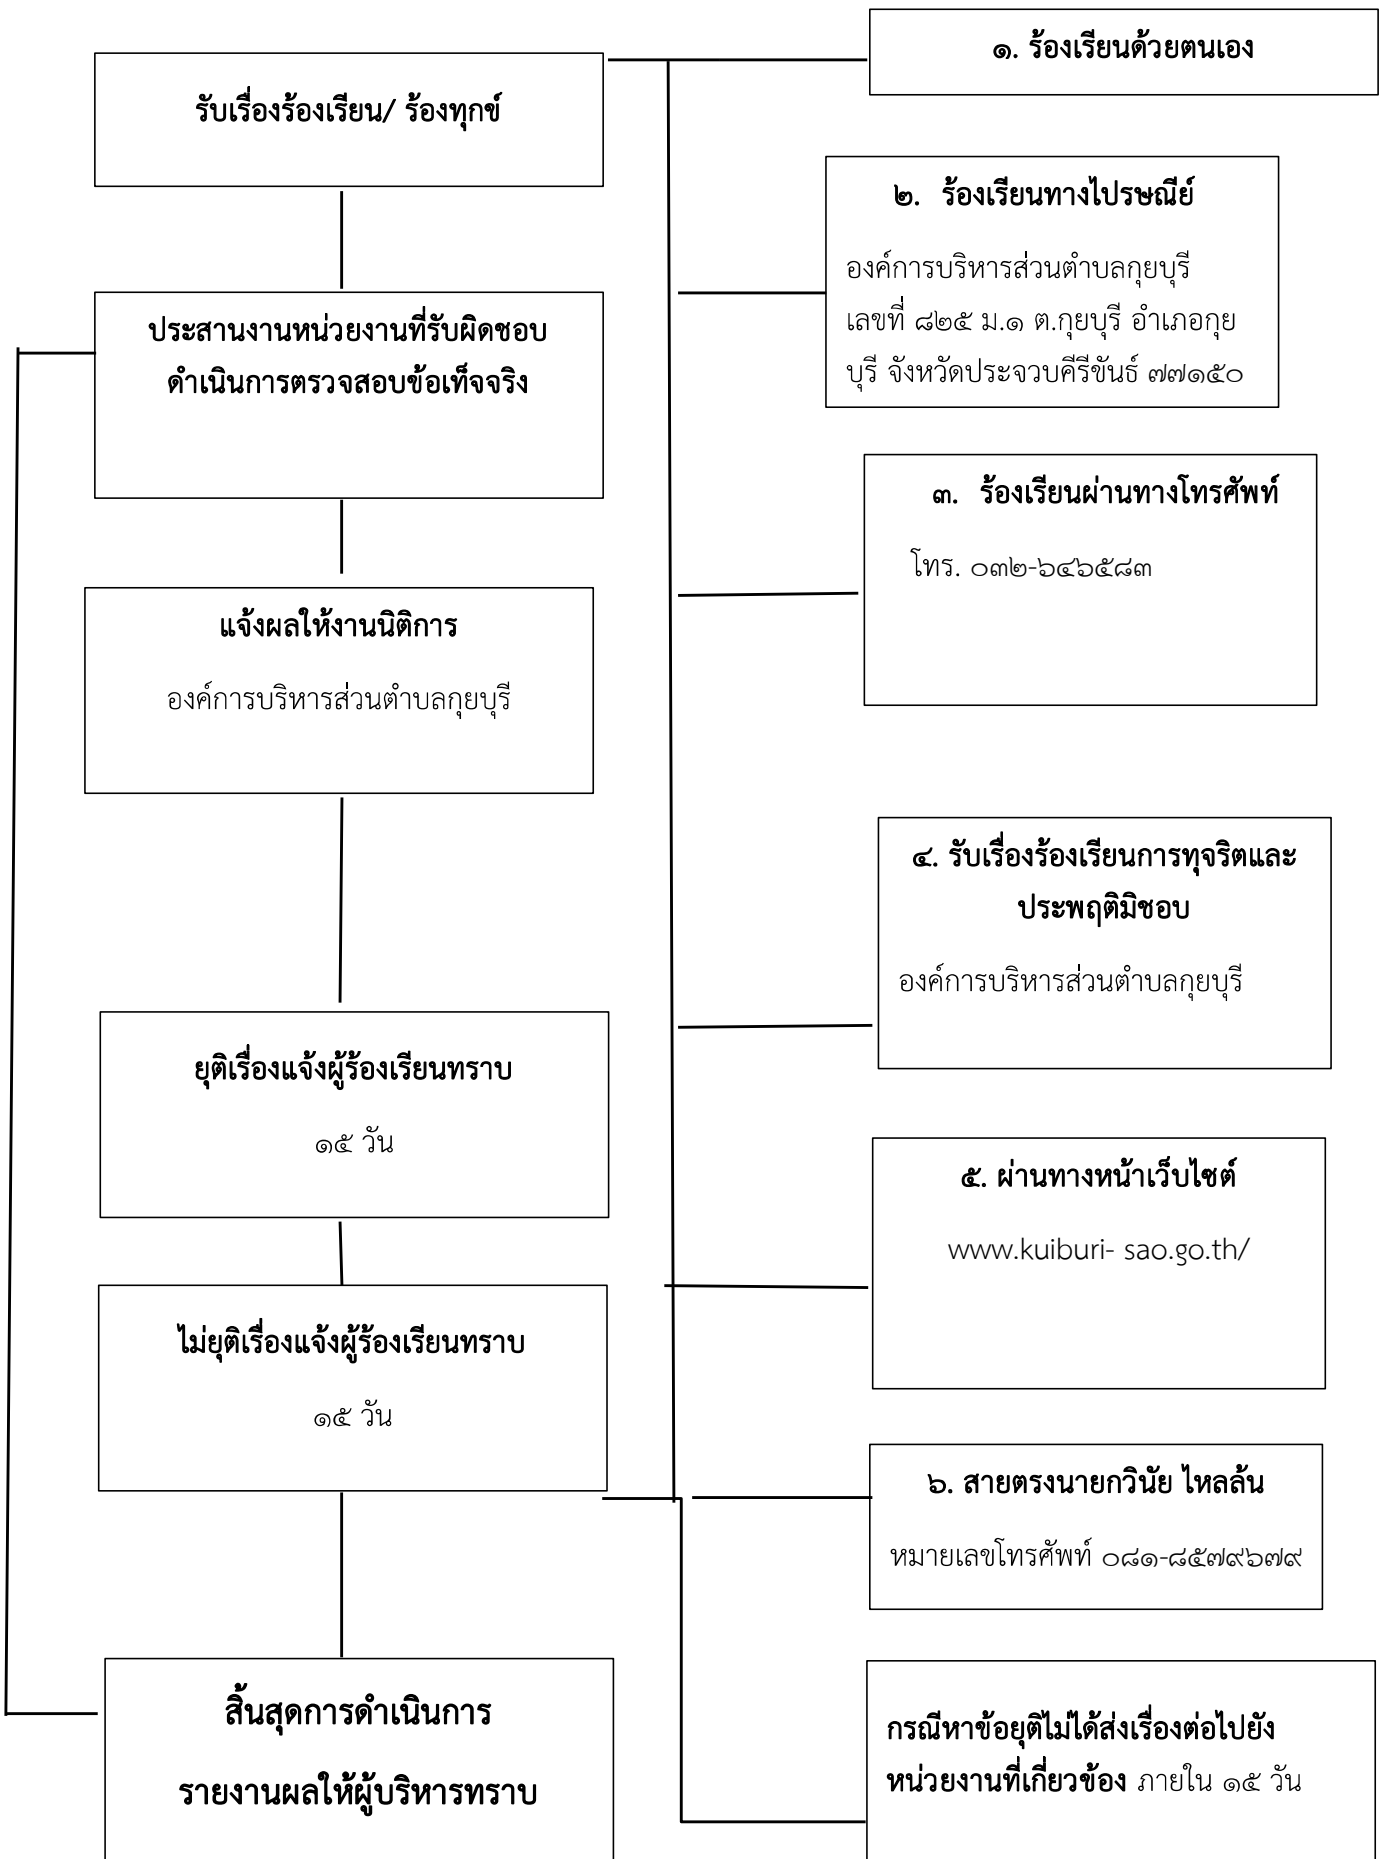 รับเรื่องร้องเรียน/ ร้องทุกข์
ประสานงานหน่วยงานที่รับผิดชอบ
ดำเนินการตรวจสอบข้อเท็จจริง
แจ้งผลให้งานนิติการ
องค์การบริหารส่วนตำบลกุยบุรี
ยุติเรื่องแจ้งผู้ร้องเรียนทราบ
๑๕ วัน
ไม่ยุติเรื่องแจ้งผู้ร้องเรียนทราบ
๑๕ วัน
สิ้นสุดการดำเนินการ
รายงานผลให้ผู้บริหารทราบ
๑. ร้องเรียนด้วยตนเอง
๒. ร้องเรียนทางไปรษณีย์
องค์การบริหารส่วนตำบลกุยบุรี
เลขที่ ๘๒๕ ม.๑ ต.กุยบุรี อำเภอกุย
บุรี จังหวัดประจวบคีรีขันธ์ ๗๗๑๕๐
๓. ร้องเรียนผ่านทางโทรศัพท์
โทร. ๐๓๒-๖๔๖๕๘๓
๔. รับเรื่องร้องเรียนการทุจริตและ
ประพฤติมิชอบ
องค์การบริหารส่วนตำบลกุยบุรี
๕. ผ่านทางหน้าเว็บไซต์
www.kuiburi- sao.go.th/
๖. สายตรงนายกวินัย ไหลล้น
หมายเลขโทรศัพท์ ๐๘๑-๘๕๗๙๖๗๙
กรณีหาข้อยุติไม่ได้ส่งเรื่องต่อไปยัง
หน่วยงานที่เกี่ยวข้อง ภายใน ๑๕ วัน